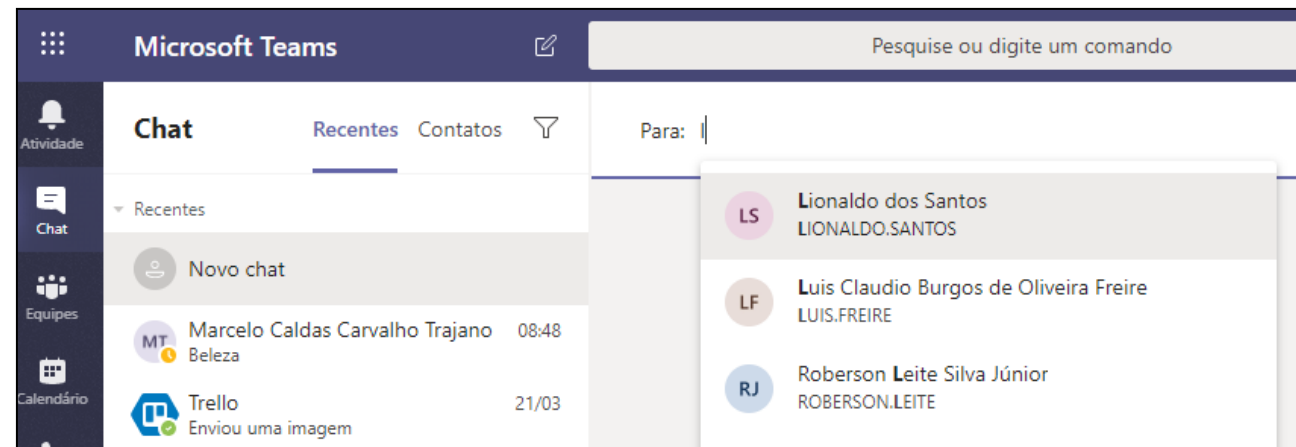 Microsoft Teams
Pesquise ou digite um comando
Atividade
Chat
Equipes
Calendário
Chat
Recentes Contatos
Recentes
Novo chat
MT Marcelo Caldas Carvalho Trajano 08:48
Beleza
Trello 21/03
Enviou uma imagem
Para: l
LS Lionaldo dos Santos
LIONALDO.SANTOS
LF Luis Claudio Burgos de Oliveira Freire
LUIS.FREIRE
RJ Roberson Leite Silva Júnior
ROBERSON.LEITE